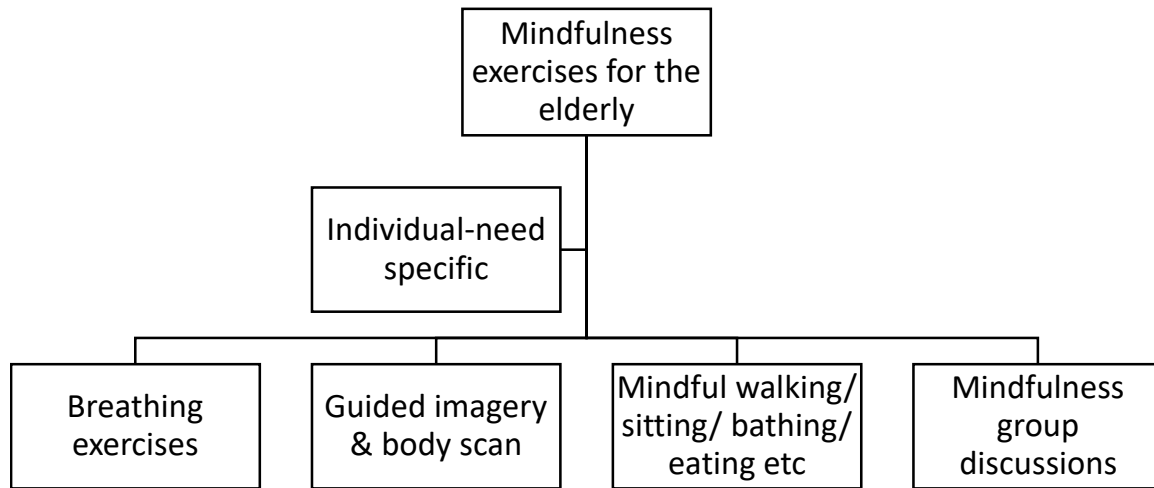 Mindfulness
exercises for the
elderly
Individual-need
specific
Breathing
exercises
Guided imagery
& body scan
Mindful walking/
sitting/ bathing/
eating etc
Mindfulness
group
discussions